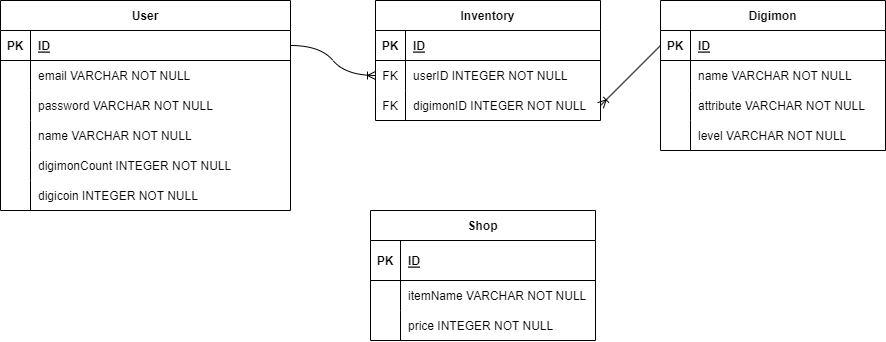 User
PK ID
email VARCHAR NOT NULL
password VARCHAR NOT NULL
name VARCHAR NOT NULL
digimonCount INTEGER NOT NULL
digicoin INTEGER NOT NULL
Inventory
PK ID
FK userID INTEGER NOT NULL
FK digimonID INTEGER NOT NULL
Digimon
PK ID
name VARCHAR NOT NULL
attribute VARCHAR NOT NULL
level VARCHAR NOT NULL
Shop
PK ID
itemName VARCHAR NOT NULL
price INTEGER NOT NULL